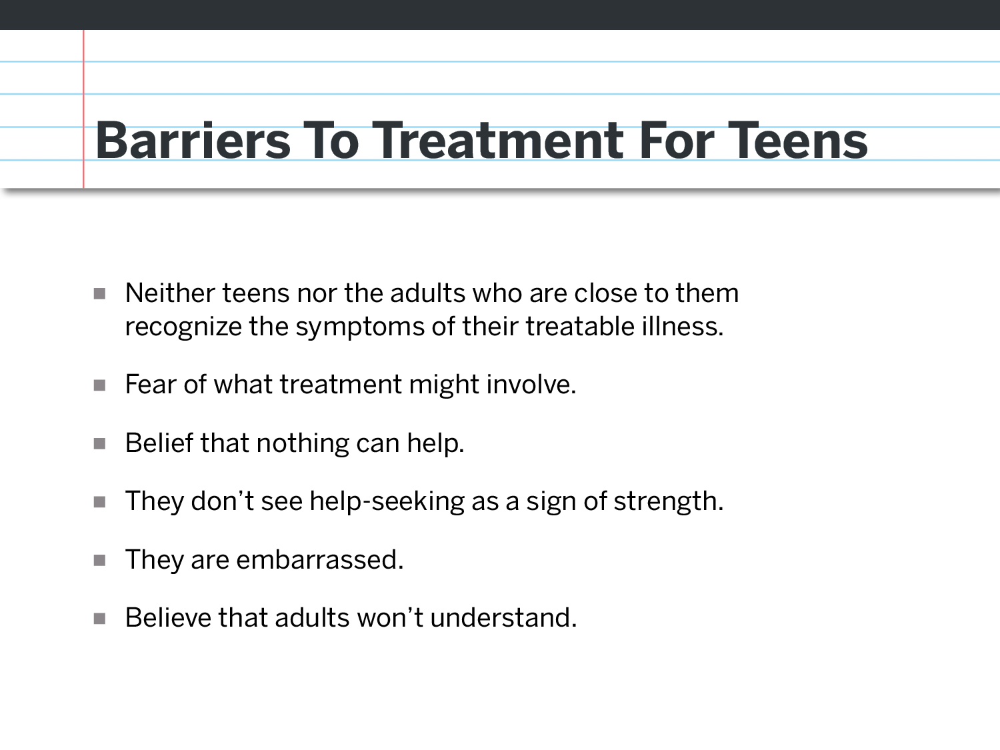 Barriers To Treatment For Teens
Neither teens nor the adults who are close to them
recognize the symptoms of their treatable illness.
Fear of what treatment might involve.
Belief that nothing can help.
They don’t see help-seeking as a sign of strength.
They are embarrassed.
Believe that adults won’t understand.